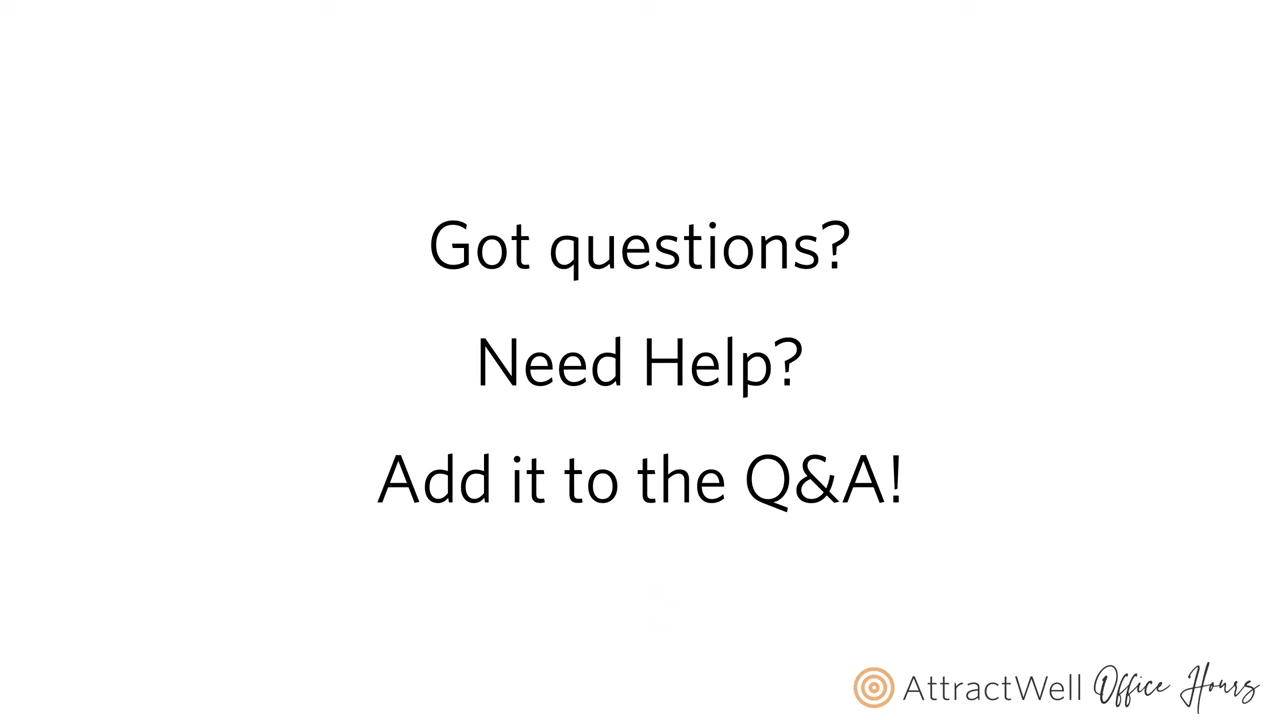 Got questions?
Need Help?
Add it to the Q&A!
AttractWell Office Hours